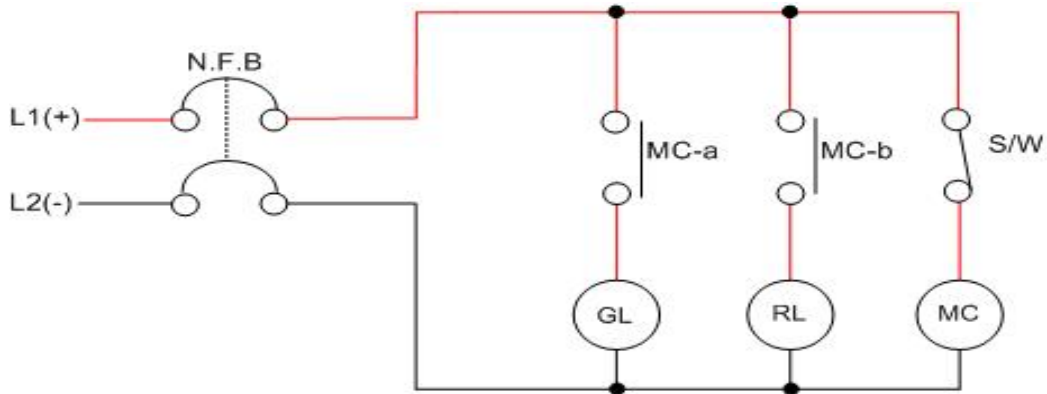 N.F.B
L1(+)
L2(-)
MC-a
MC-b
S/W
GL
RL
MC